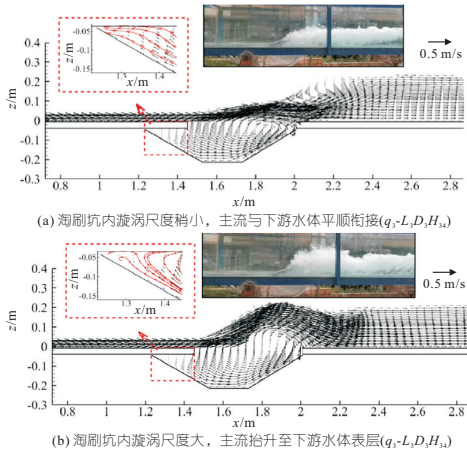 (a)
0.4
0.3
0.2
0.1
0
-0.1
-0.2
-0.3
z/m
-0.05
-0.1
-0.15
z/m
1.3
1.4
x/m
0.5 m/s
0.8 1 1.2 1.4 1.6 1.8 2 2.2 2.4 2.6 2.8
x/m
(a) 淘刷坑内漩涡尺度稍小，主流与下游水体平顺衔接(q₃-L₃D₃H₃₄)
(b)
0.4
0.3
0.2
0.1
0
-0.1
-0.2
-0.3
z/m
-0.05
-0.1
-0.15
z/m
1.3
1.4
x/m
0.5 m/s
0.8 1 1.2 1.4 1.6 1.8 2 2.2 2.4 2.6 2.8
x/m
(b) 淘刷坑内漩涡尺度大，主流抬升至下游水体表层(q₃-L₃D₃H₃₄)